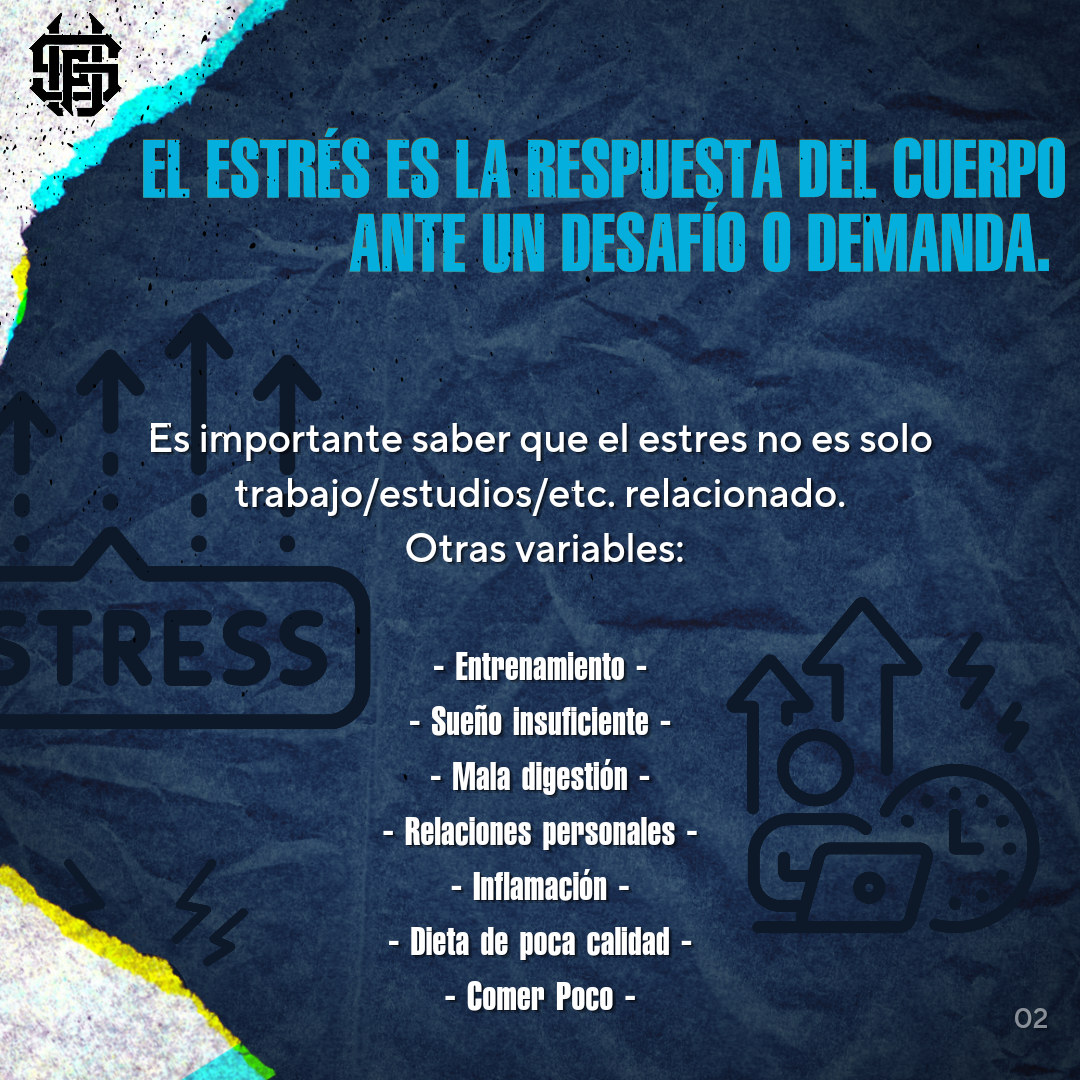 EL ESTRÉS ES LA RESPUESTA DEL CUERPO
ANTE UN DESAFÍO O DEMANDA.
Es importante saber que el estres no es solo
trabajo/estudios/etc. relacionado.
Otras variables:
STRESS
- Entrenamiento -
- Sueño insuficiente -
- Mala digestión -
- Relaciones personales -
- Inflamación -
- Dieta de poca calidad -
- Comer Poco -
02